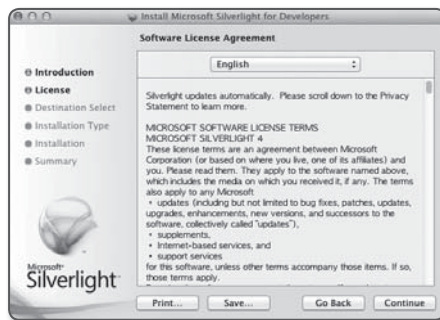 Install Microsoft Silverlight for Developers
Software License Agreement
Introduction
License
Destination Select
Installation Type
Installation
Summary
English
Silverlight updates automatically. Please scroll down to the Privacy
Statement to learn more.
MICROSOFT SOFTWARE LICENSE TERMS
MICROSOFT SILVERLIGHT 4
These license terms are an agreement between Microsoft
Corporation (or based on where you live, one of its affiliates) and
you. Please read them. They apply to the software named above,
which includes the media on which you received it, if any. The terms
also apply to any Microsoft
• updates (including but not limited to bug fixes, patches, updates,
upgrades, enhancements, new versions, and successors to the
software, collectively called "updates"),
• supplements,
• Internet-based services, and
• support services
for this software, unless other terms accompany those items. If so,
those terms apply.
Microsoft
Silverlight
Print...
Save...
Go Back
Continue